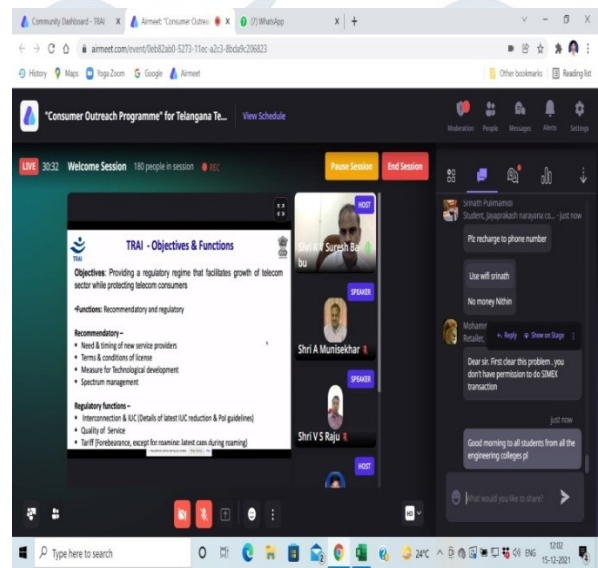 Community Dashboard - TRAI
Airmeet: "Consumer Outrea
(7) WhatsApp
airmeet.com/event/0eb82ab0-5273-11ec-a2c3-8bda9c206823
History
Maps
Yoga Zoom
Google
Airmeet
Other bookmarks
Reading list
"Consumer Outreach Programme" for Telangana Te...
View Schedule
Moderation
People
Messages
Alerts
Settings
LIVE 30:32 Welcome Session 180 people in session REC
Pause Session
End Session
TRAI
TRAI - Objectives & Functions
Objectives: Providing a regulatory regime that facilitates growth of telecom
sector while protecting telecom consumers
•Functions: Recommendatory and regulatory
Recommendatory –
• Need & timing of new service providers
• Terms & conditions of license
• Measure for Technological development
• Spectrum management
Regulatory functions –
• Interconnection & IUC (Details of latest IUC reduction & PoI guidelines)
• Quality of Service
• Tariff (Forebearance, except for roaming: latest caps during roaming)
HOST
Suresh Ba
bu
SPEAKER
Shri A Munisekhar
SPEAKER
Shri V S Raju
HOST
Srinath Pulimamidi
Student, Jayaprakash narayana co... - just now
Plz recharge to phone number
Use wifi srinath
No money Nithin
Mohamm
Retailer,
Reply
Show on Stage
Dear sir. First clear this problem , you
don't have permission to do SIMEX
transaction
just now
Good morning to all students from all the
engineering colleges pl
What would you like to share?
HD
Type here to search
24°C
ENG
12:02
15-12-2021